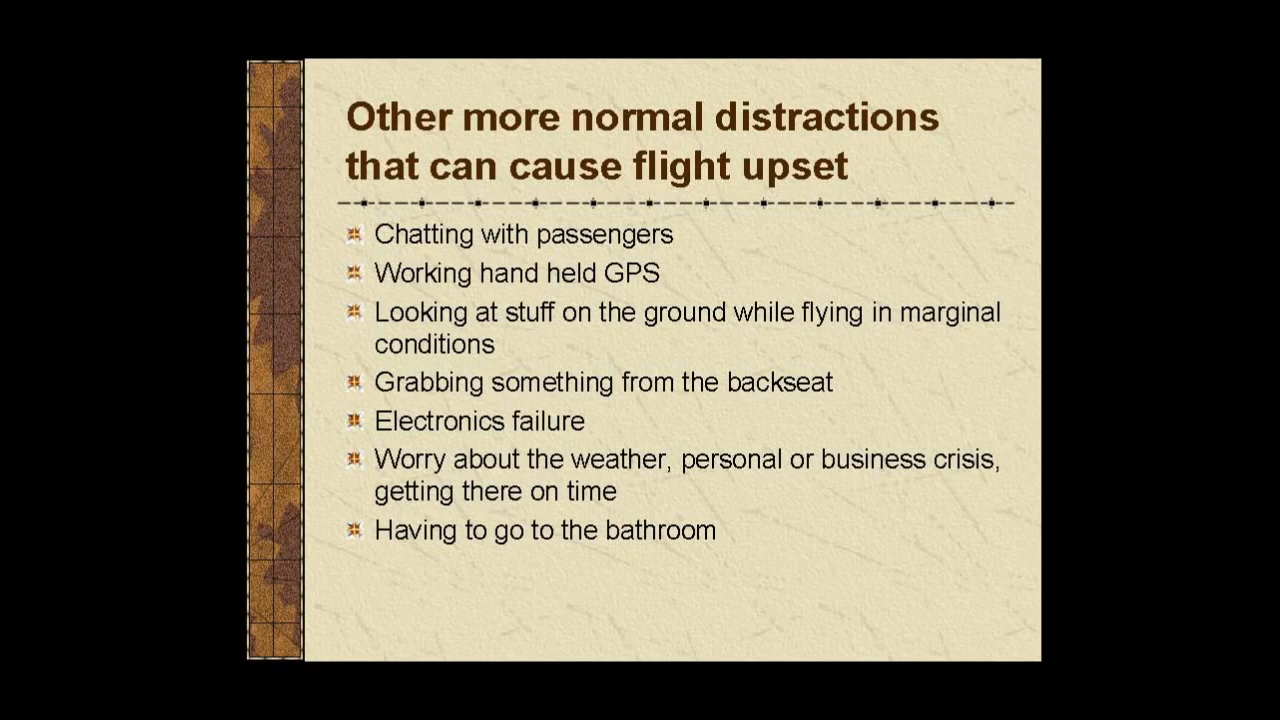 Other more normal distractions
that can cause flight upset
Chatting with passengers
Working hand held GPS
Looking at stuff on the ground while flying in marginal
conditions
Grabbing something from the backseat
Electronics failure
Worry about the weather, personal or business crisis,
getting there on time
Having to go to the bathroom